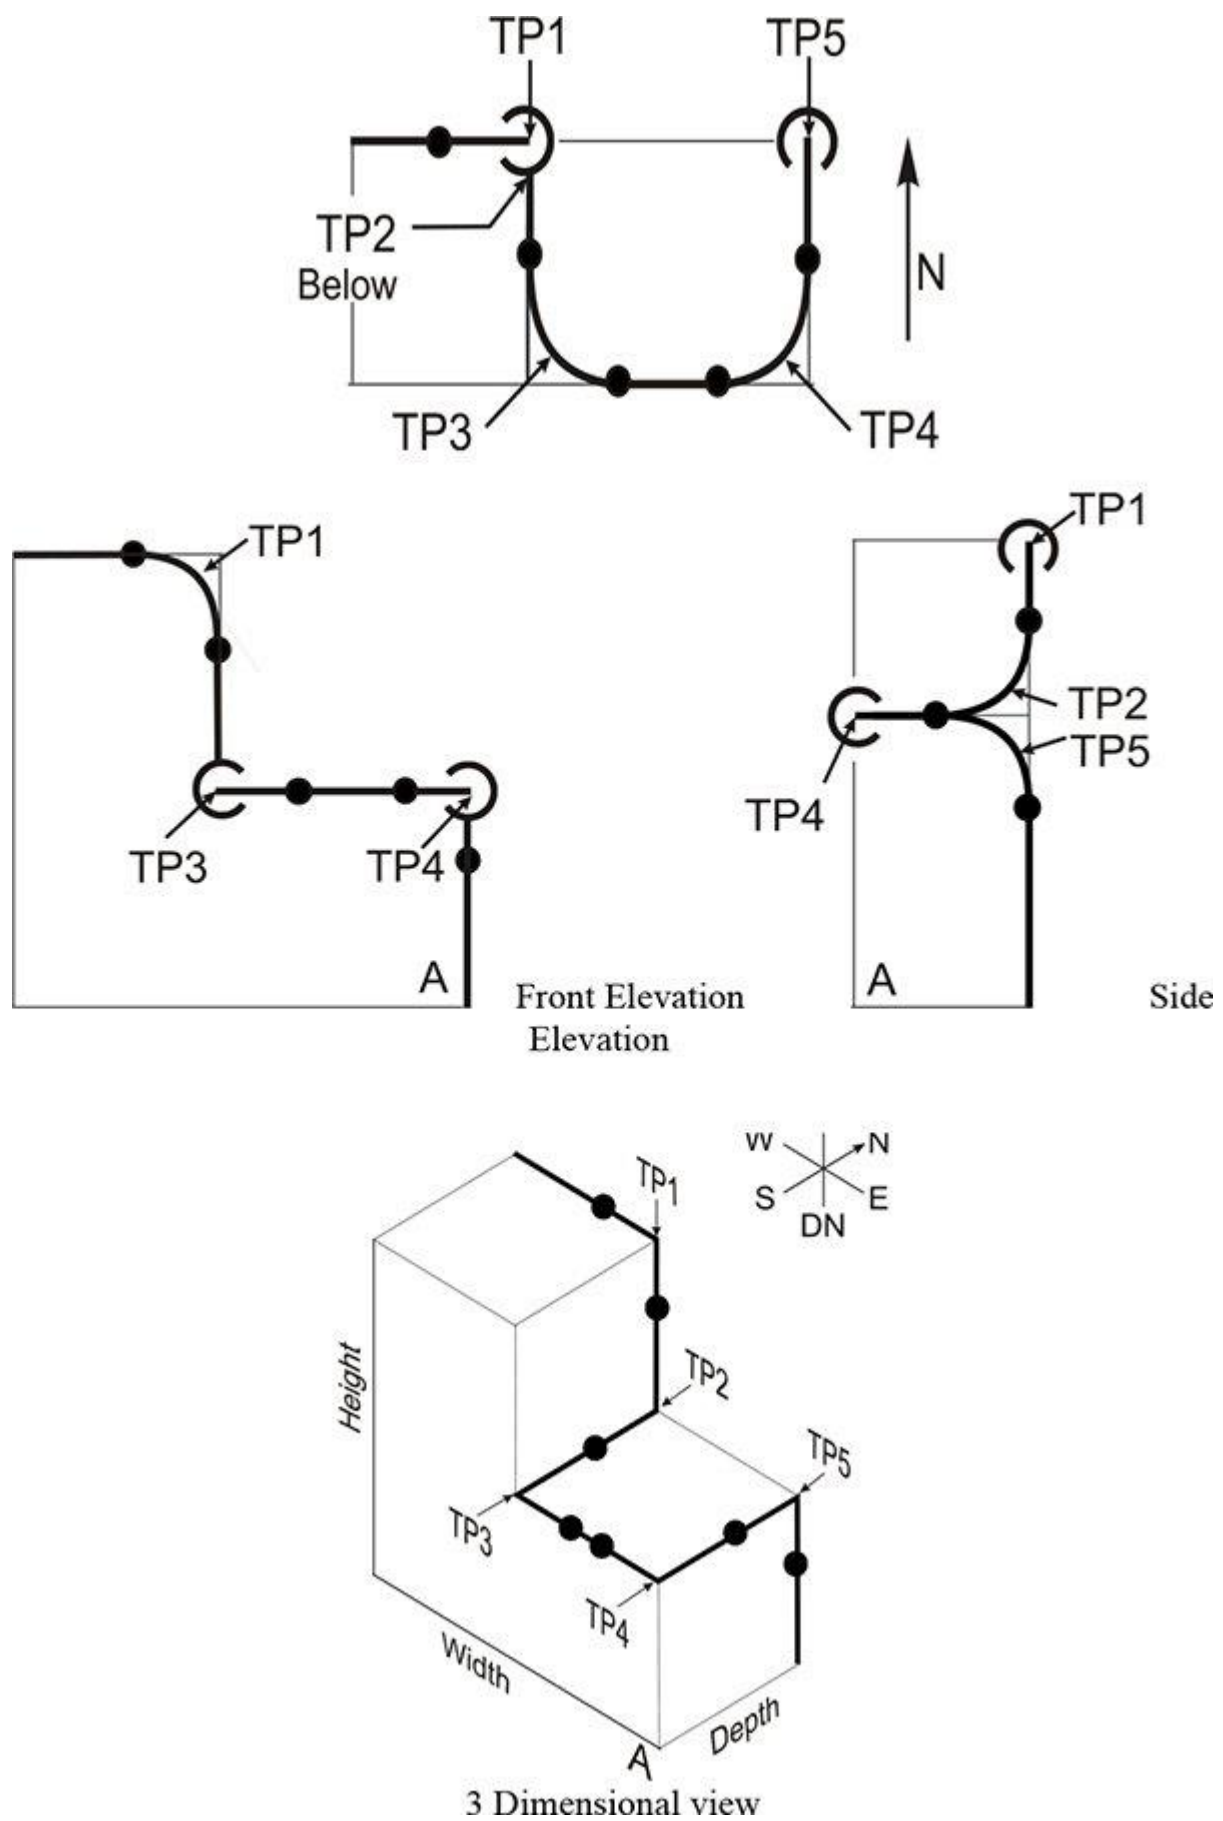 TP1
TP5
TP2
Below
N
TP3
TP4
TP1
TP3
TP4
A
TP1
TP2
TP5
TP4
A
Front Elevation Side
Elevation
W N
S E
DN
TP1
TP2
TP5
Height
TP3
TP4
Width
Depth
A
3 Dimensional view